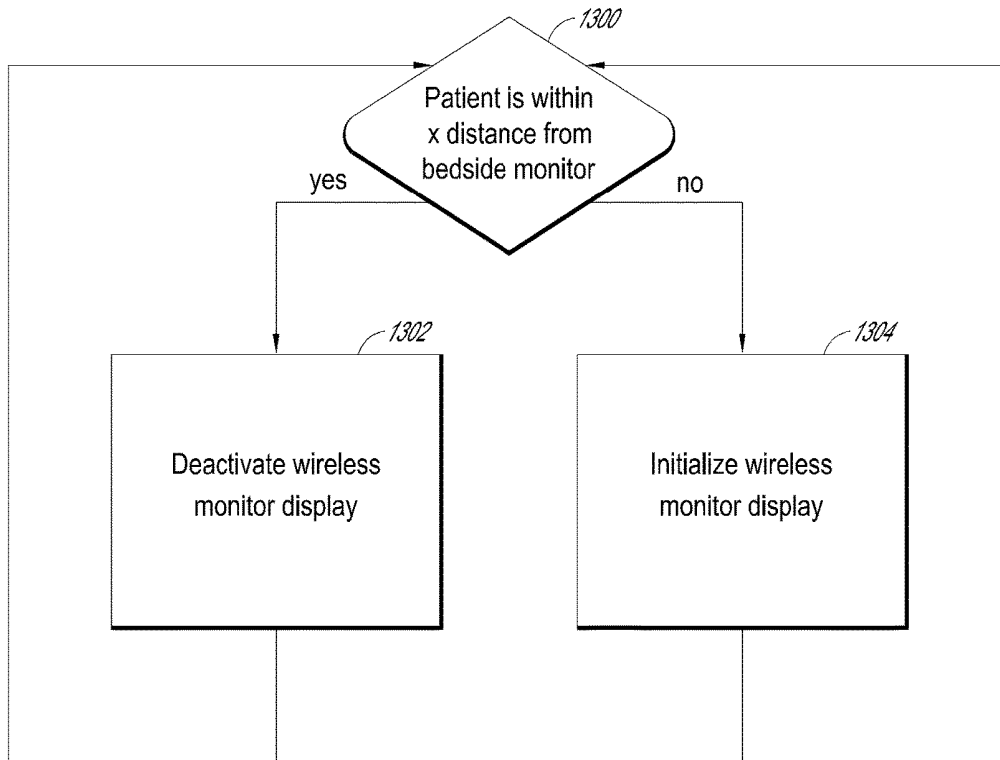 1300
Patient is within
x distance from
bedside monitor
yes
no
1302
1304
Deactivate wireless
monitor display
Initialize wireless
monitor display